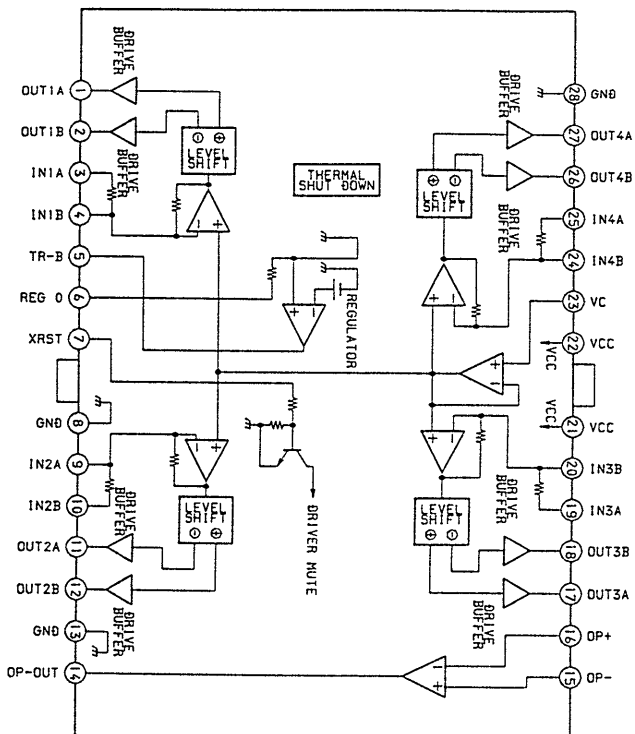 DRIVE BUFFER
OUT1A 1
OUT1B 2
IN1A 3
IN1B 4
TR-B 5
REG O 6
XRST 7
GND 8
IN2A 9
IN2B 10
OUT2A 11
OUT2B 12
GND 13
OP-OUT 14
DRIVE BUFFER
DRIVE BUFFER
DRIVE BUFFER
⊖ ⊕
LEVEL SHIFT
- +
THERMAL SHUT DOWN
+ -
REGULATOR
- +
LEVEL SHIFT
⊖ ⊕
DRIVER MUTE
DRIVE BUFFER
⊕ ⊖
LEVEL SHIFT
DRIVE BUFFER
+ -
+
-
VCC
VCC
+ -
DRIVE BUFFER
LEVEL SHIFT
⊕ ⊖
DRIVE BUFFER
-
+
28 GND
27 OUT4A
26 OUT4B
25 IN4A
24 IN4B
23 VC
22 VCC
21 VCC
20 IN3B
19 IN3A
18 OUT3B
17 OUT3A
16 OP+
15 OP-